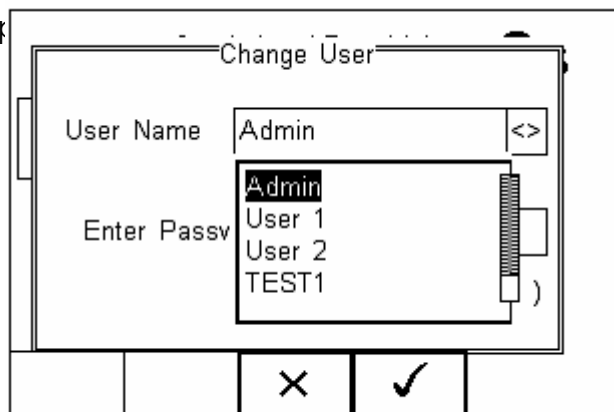 Change User
User Name Admin <>
Admin
Enter Passv
User 1
User 2
TEST1
)